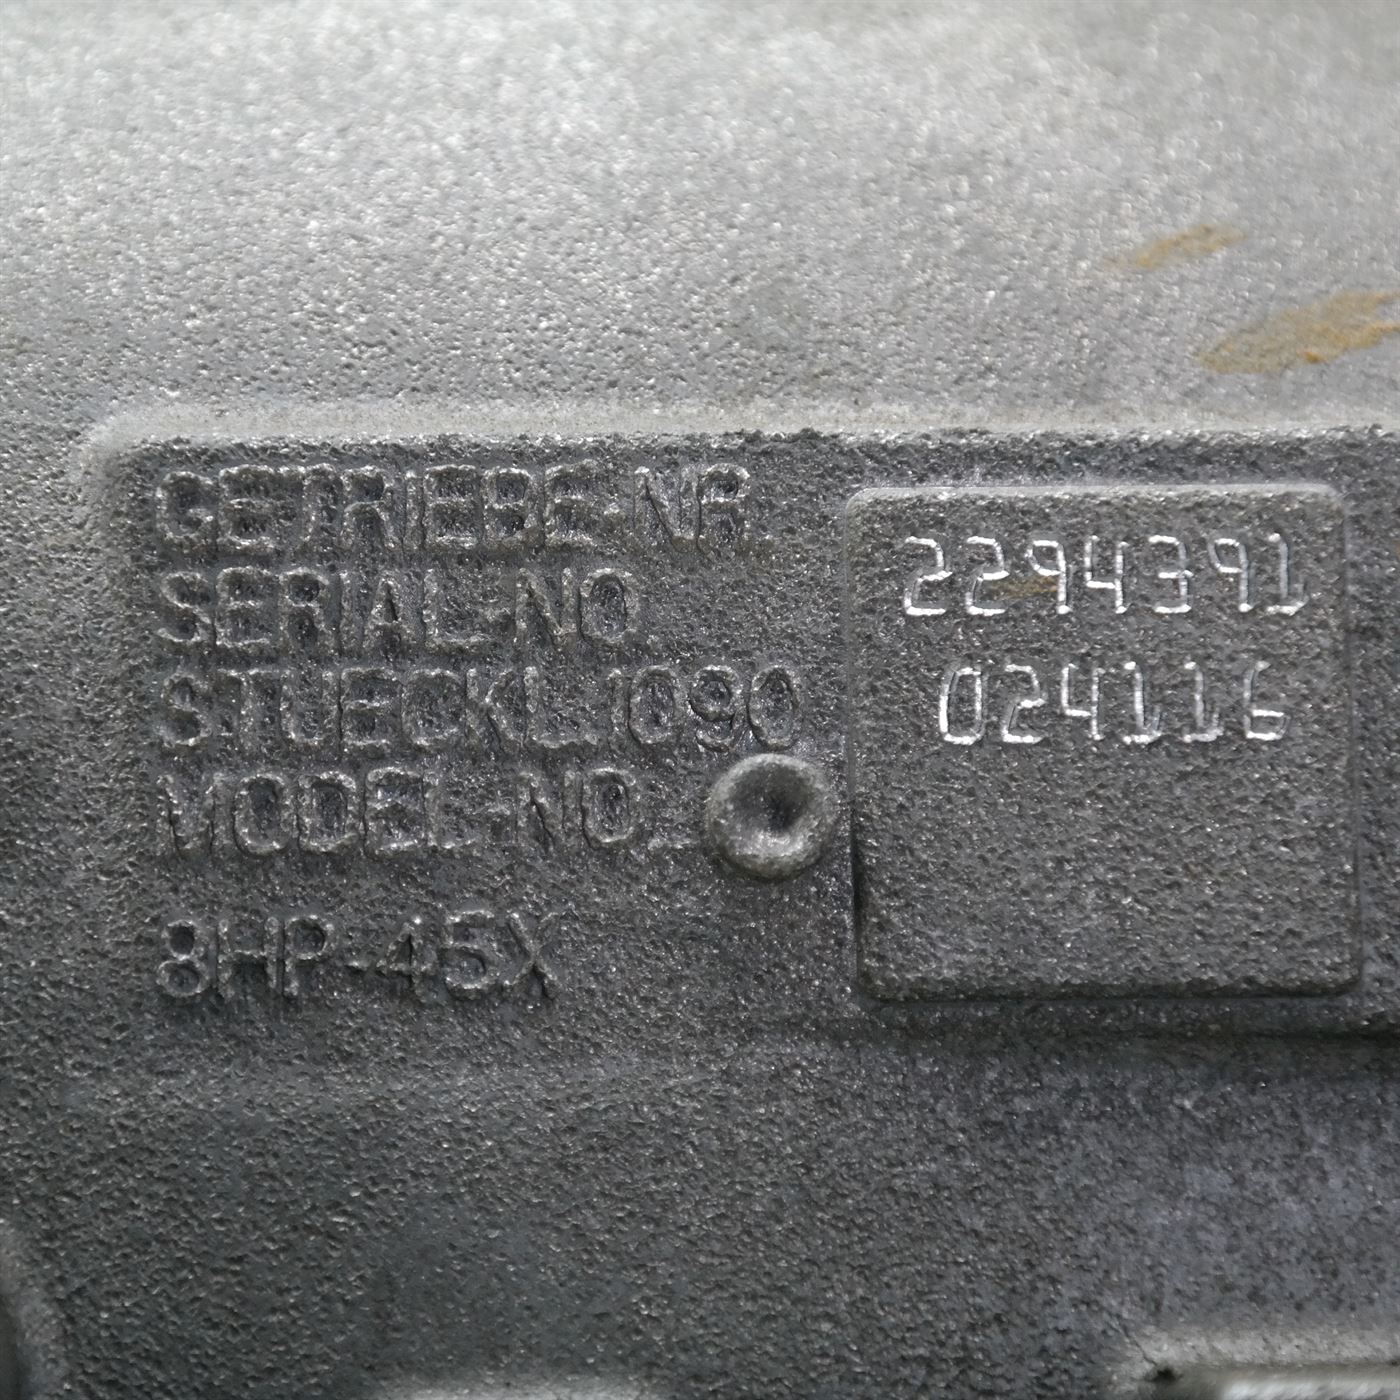 GETRIEBE-NR. 2294391
SERIAL-NO.
STUECKL. 1090 024116
MODEL-NO.
8HP-45X